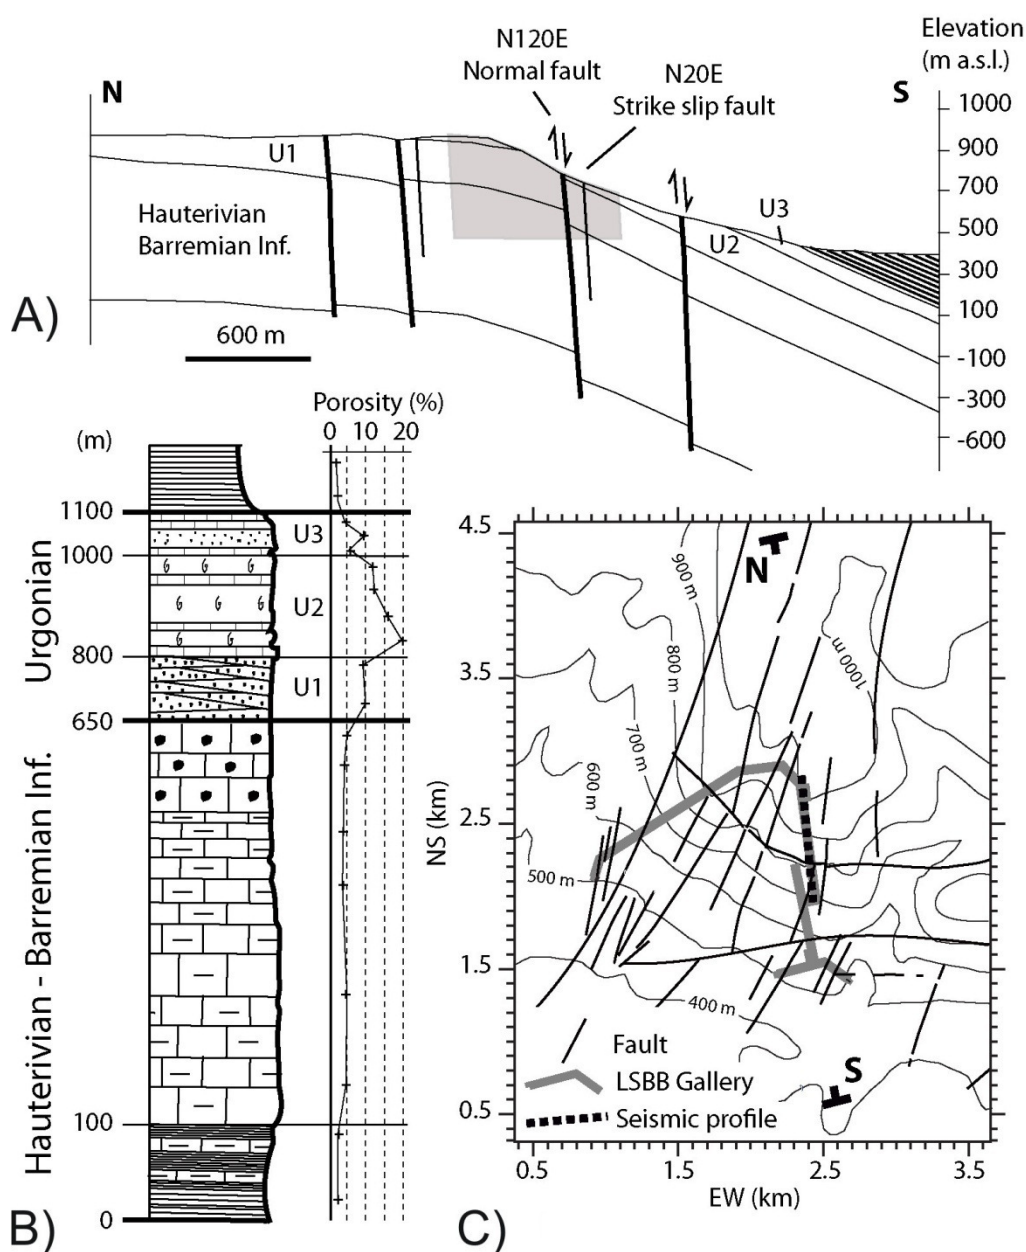 N120E
Normal fault
N20E
Strike slip fault
Elevation
(m a.s.l.)
N
S
1000
900
700
500
300
100
-100
-300
-600
U1
Hauterivian
Barremian Inf.
U3
U2
600 m
A)
Porosity (%)
0 10 20
(m)
1100
1000
800
650
100
0
U3
U2
U1
Urgonian
Hauterivian - Barremian Inf.
B)
4.5
3.5
2.5
1.5
0.5
NS (km)
900 m
800 m
700 m
600 m
500 m
400 m
1000 m
N
S
Fault
LSBB Gallery
Seismic profile
0.5 1.5 2.5 3.5
EW (km)
C)